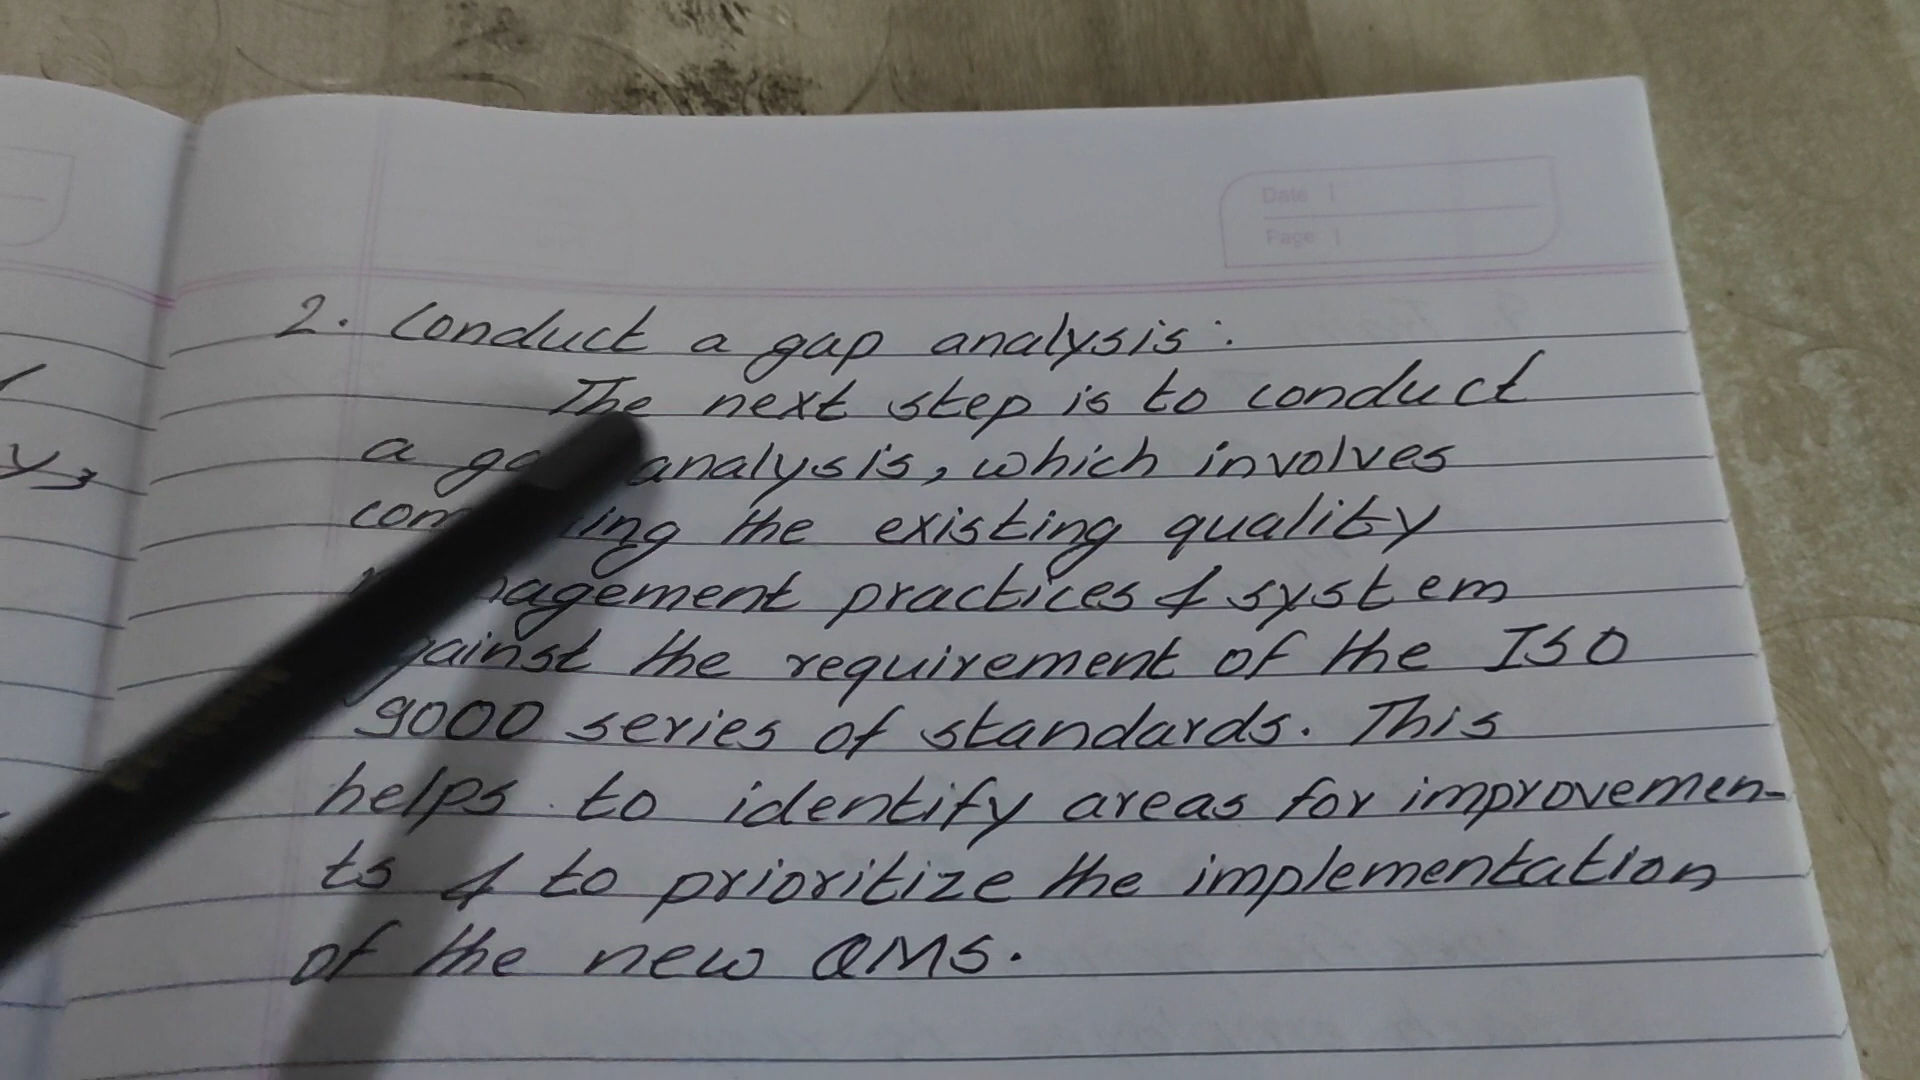 Date
Page
2. Conduct a gap analysis:
The next step is to conduct
a analysis, which involves
the existing quality
practices & system
the requirement of the ISO
9000 series of standards. This
helps to identify areas for improvemen-
ts & to prioritize the implementation
of the new QMS.